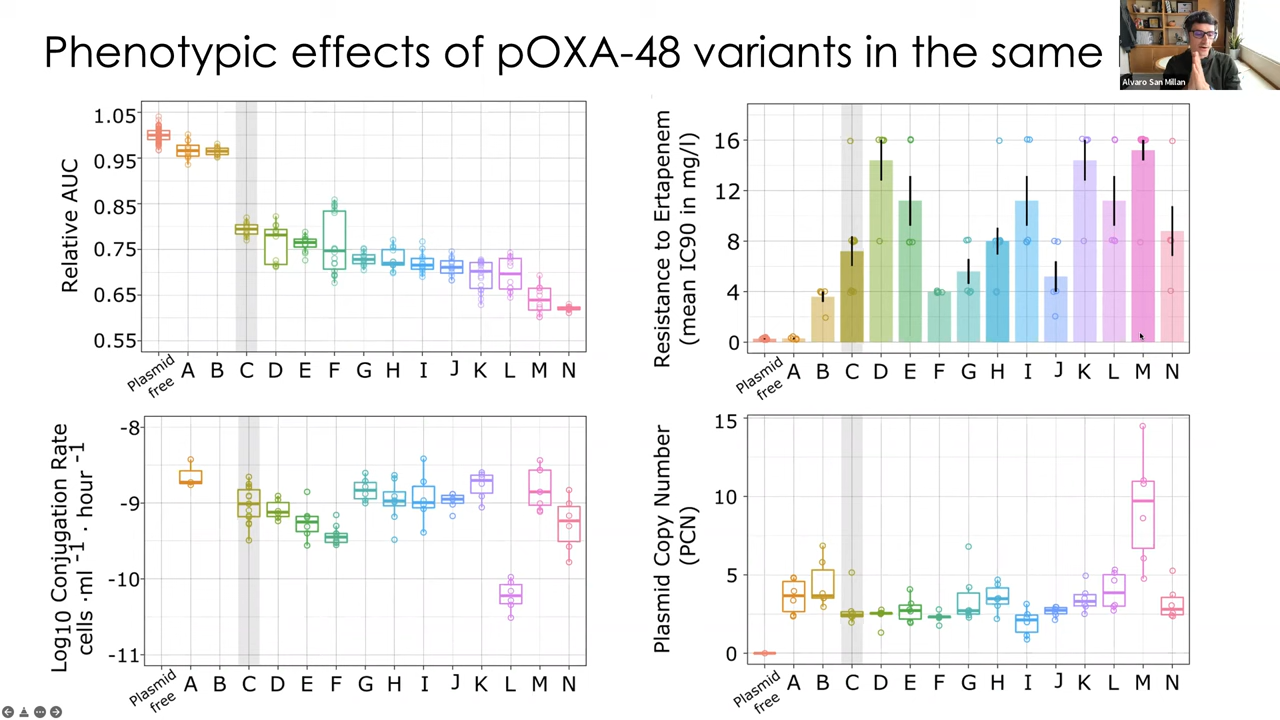 Phenotypic effects of pOXA-48 variants in the same
Alvaro San Millan
Relative AUC
1.05
0.95
0.85
0.75
0.65
0.55
Plasmid free A B C D E F G H I J K L M N
Resistance to Ertapenem
(mean IC90 in mg/l)
16
12
8
4
0
Plasmid free A B C D E F G H I J K L M N
Log10 Conjugation Rate
cells ·ml -1 · hour -1
-8
-9
-10
-11
Plasmid free A B C D E F G H I J K L M N
Plasmid Copy Number
(PCN)
15
10
5
0
Plasmid free A B C D E F G H I J K L M N